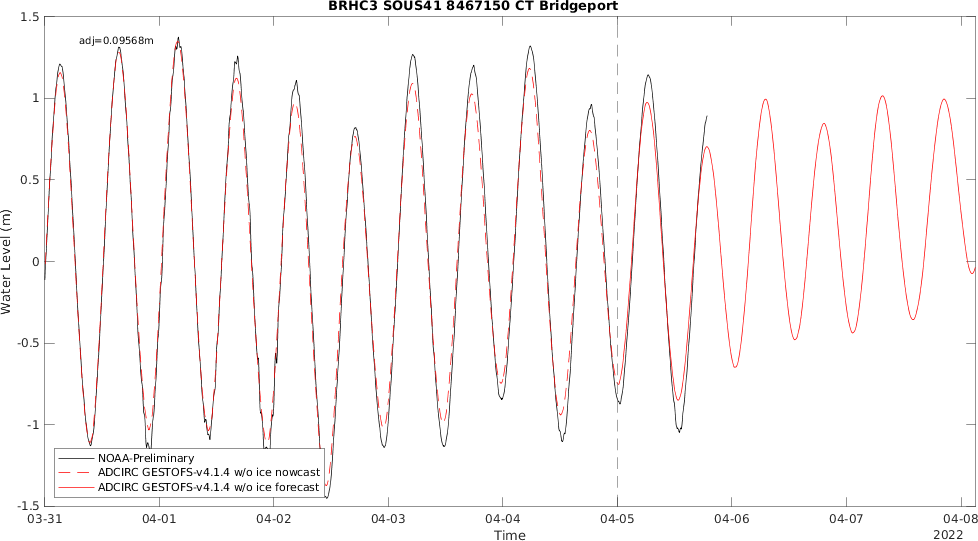 BRHC3 SOUS41 8467150 CT Bridgeport
1.5
adj=0.09568m
1
0.5
Water Level (m)
0
-0.5
-1
NOAA-Preliminary
ADCIRC GESTOFS-v4.1.4 w/o ice nowcast
ADCIRC GESTOFS-v4.1.4 w/o ice forecast
-1.5
03-31 04-01 04-02 04-03 04-04 04-05 04-06 04-07 04-08
Time 2022